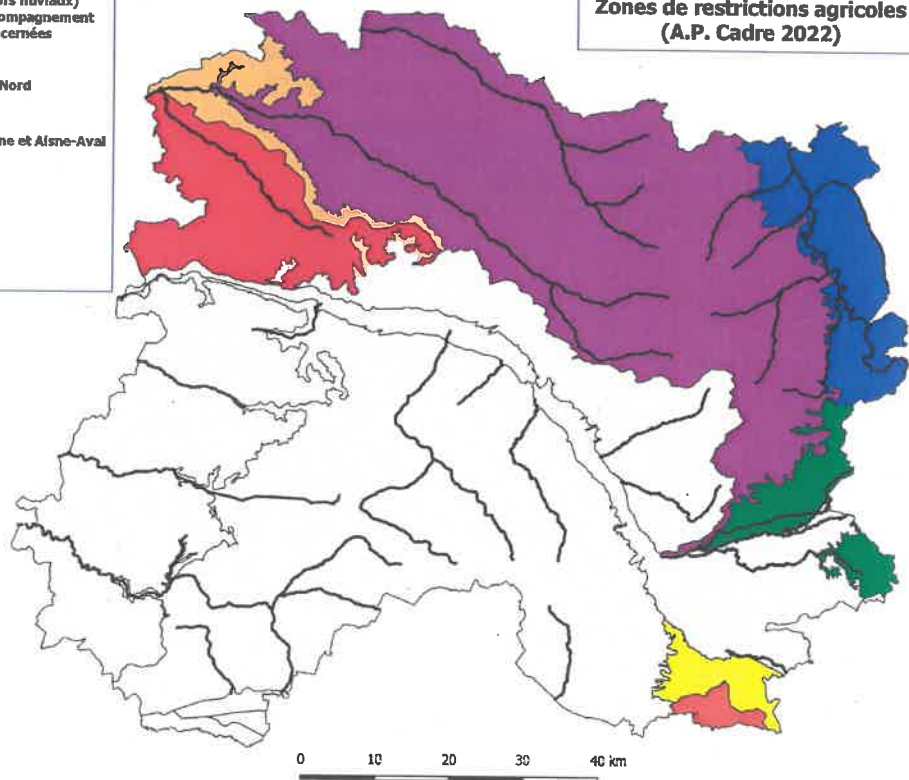 ompagnement
cernées
Nord
ne et Aisne-Aval
Zones de restrictions agricoles
(A.P. Cadre 2022)
0 10 20 30 40 km